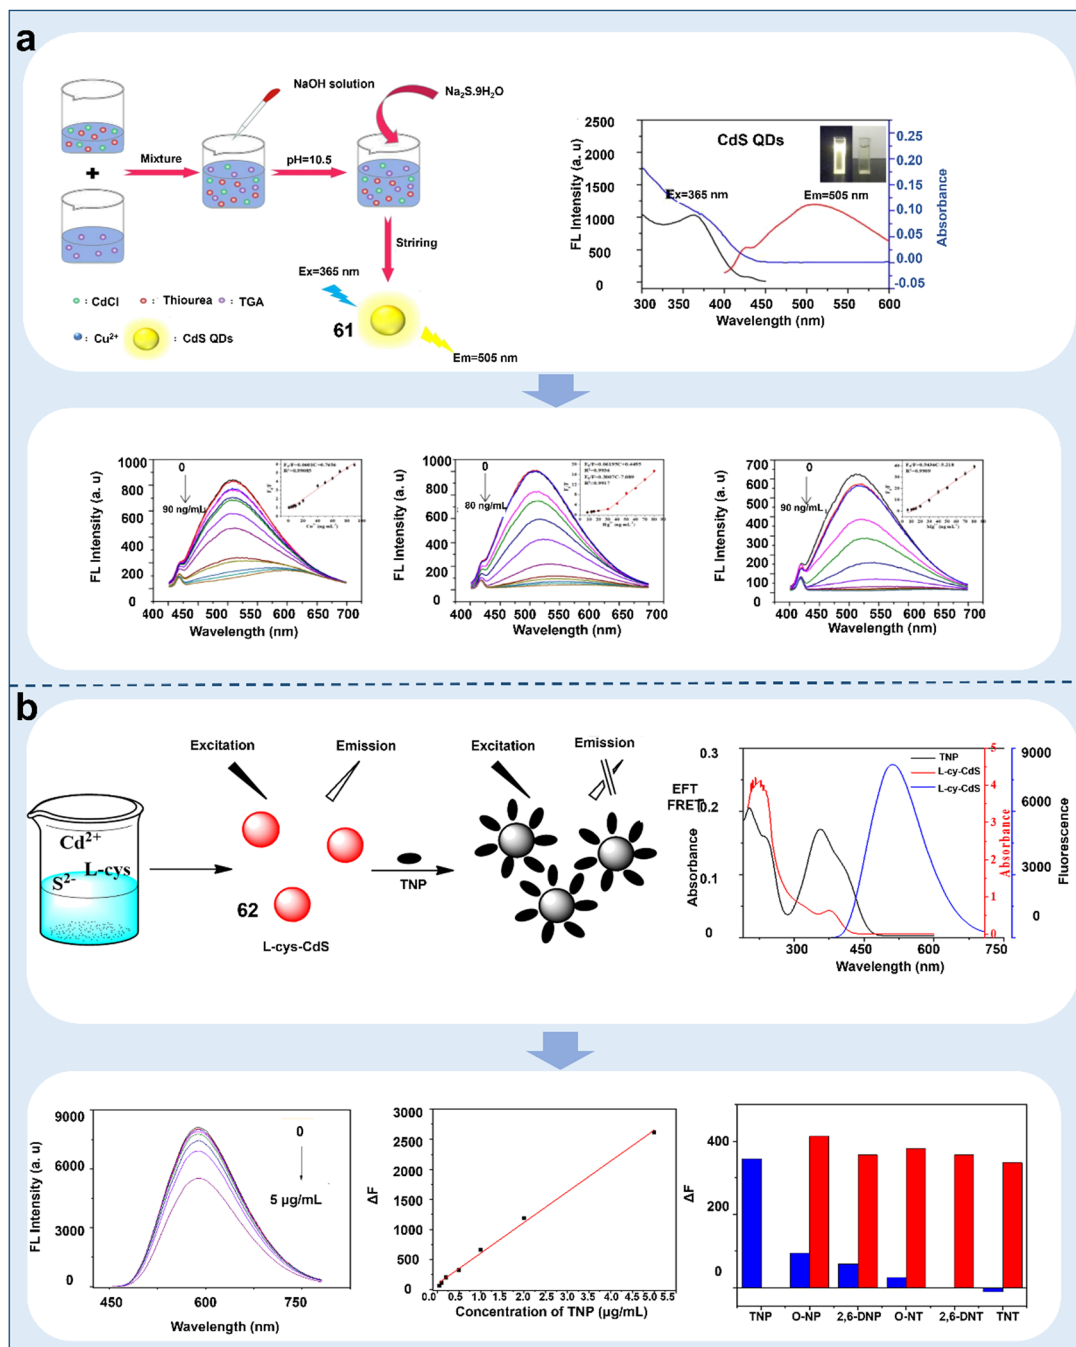 a
NaOH solution
Na2S.9H2O
Mixture
pH=10.5
Striring
Ex=365 nm
61
Em=505 nm
: CdCl
: Thiourea
: TGA
: Cu2+
: CdS QDs
CdS QDs
Ex=365 nm
Em=505 nm
FL Intensity (a. u)
2500
2000
1500
1000
500
0
0.25
0.20
0.15
0.10
0.05
0.00
-0.05
Absorbance
300 350 400 450 500 550 600
Wavelength (nm)
FL Intensity (a. u)
1000
800
600
400
200
0
0
90 ng/mL
400 450 500 550 600 650 700
Wavelength (nm)
FL Intensity (a. u)
1000
900
800
700
600
500
400
300
200
100
0
0
80 ng/mL
400 450 500 550 600 650 700
Wavelength (nm)
FL Intensity (a. u)
700
600
500
400
300
200
100
0
0
90 ng/mL
400 450 500 550 600 650 700
Wavelength (nm)
b
Excitation
Emission
Excitation
Emission
Cd2+
S2-
L-cys
62
L-cys-CdS
TNP
EFT
FRET
TNP
L-cy-CdS
L-cy-CdS
Absorbance
0.3
0.2
0.1
0
5
4
3
2
1
0
Absorbance
9000
6000
3000
0
Fluorescence
300 450 600 750
Wavelength (nm)
FL Intensity (a. u)
9000
6000
3000
0
0
5 μg/mL
450 600 750
Wavelength (nm)
ΔF
3000
2500
2000
1500
1000
500
0
0.0 0.5 1.0 1.5 2.0 2.5 3.0 3.5 4.0 4.5 5.0 5.5
Concentration of TNP (μg/mL)
ΔF
400
200
0
TNP O-NP 2,6-DNP O-NT 2,6-DNT TNT